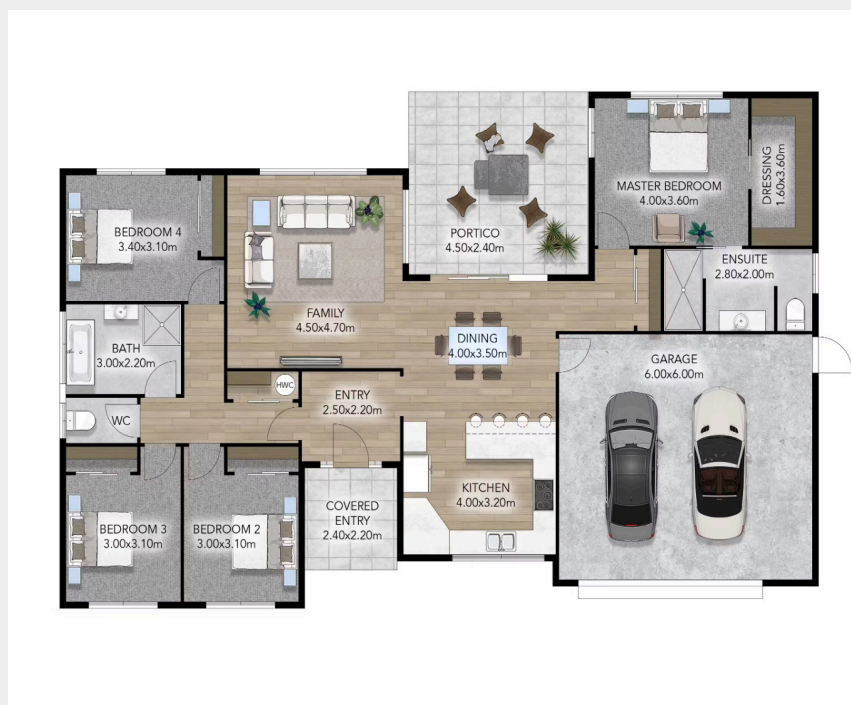 MASTER BEDROOM
4.00x3.60m
DRESSING
1.60x3.60m
BEDROOM 4
3.40x3.10m
PORTICO
4.50x2.40m
ENSUITE
2.80x2.00m
FAMILY
4.50x4.70m
DINING
4.00x3.50m
BATH
3.00x2.20m
GARAGE
6.00x6.00m
HWC
ENTRY
2.50x2.20m
WC
KITCHEN
4.00x3.20m
COVERED
ENTRY
2.40x2.20m
BEDROOM 3
3.00x3.10m
BEDROOM 2
3.00x3.10m